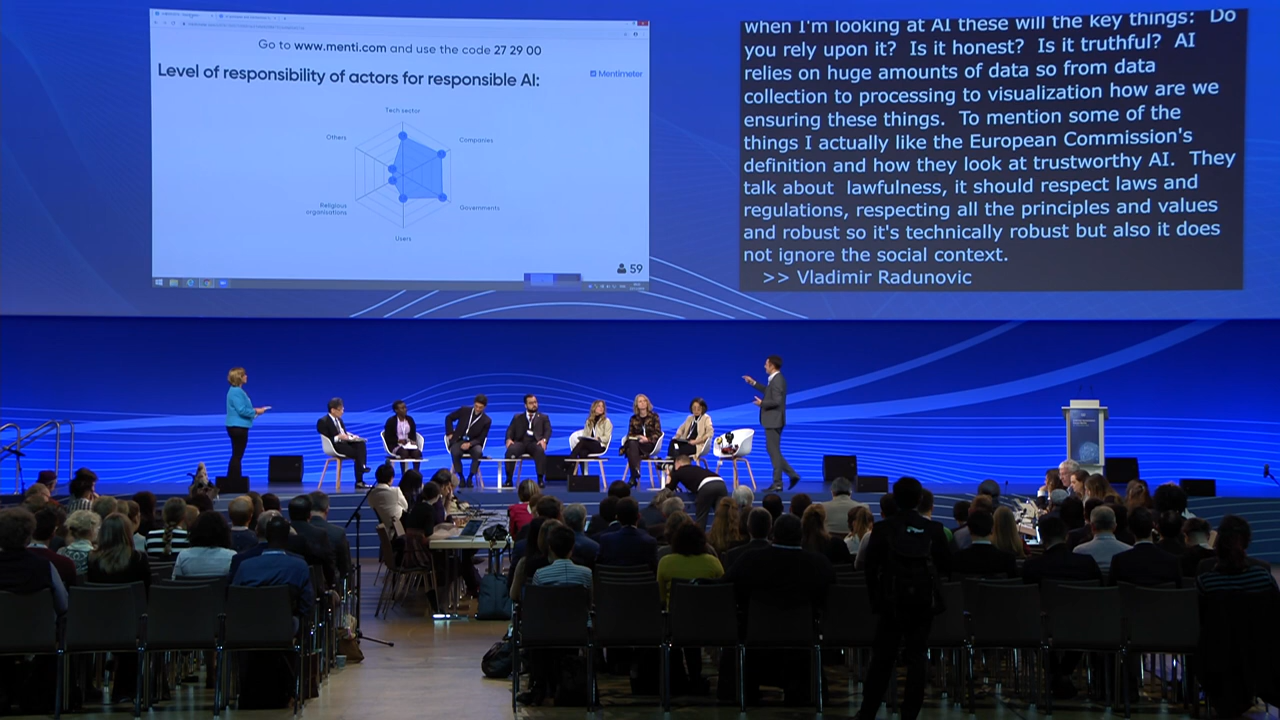 Go to www.menti.com and use the code 27 29 00
Level of responsibility of actors for responsible AI:
Mentimeter
Tech sector
Others
Companies
Religious
organisations
Governments
Users
59
when I'm looking at AI these will the key things:  Do
you rely upon it?  Is it honest?  Is it truthful?  AI
relies on huge amounts of data so from data
collection to processing to visualization how are we
ensuring these things.  To mention some of the
things I actually like the European Commission's
definition and how they look at trustworthy AI.  They
talk about  lawfulness, it should respect laws and
regulations, respecting all the principles and values
and robust so it's technically robust but also it does
not ignore the social context.
>> Vladimir Radunovic